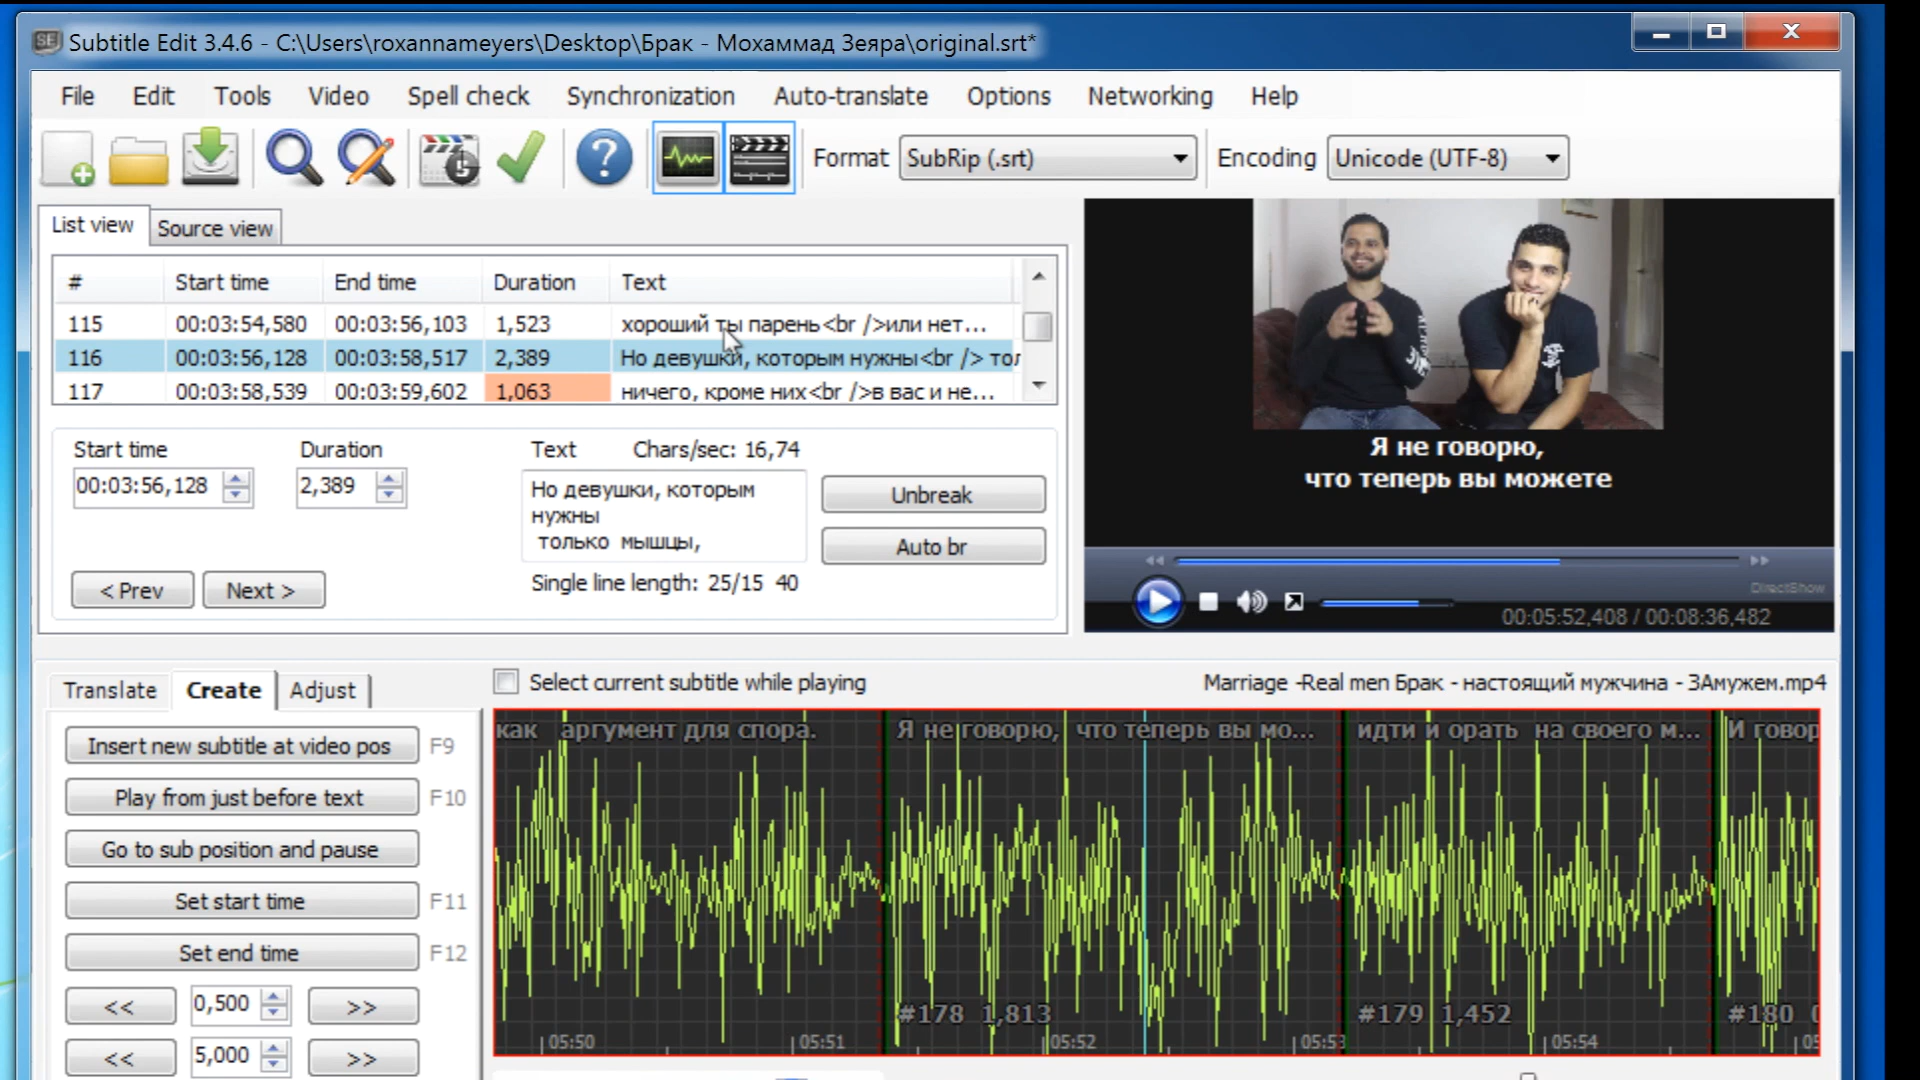 Subtitle Edit 3.4.6 - C:\Users\roxannameyers\Desktop\Брак - Мохаммад Зеяра\original.srt*
File Edit Tools Video Spell check Synchronization Auto-translate Options Networking Help
Format SubRip (.srt) Encoding Unicode (UTF-8)
List view Source view
# Start time End time Duration Text
115 00:03:54,580 00:03:56,103 1,523 хороший ты парень<br />или нет...
116 00:03:56,128 00:03:58,517 2,389 Но девушки, которым нужны<br /> тол
117 00:03:58,539 00:03:59,602 1,063 ничего, кроме них<br />в вас и не...
Start time Duration Text Chars/sec: 16,74
00:03:56,128 2,389
Но девушки, которым
нужны
только мышцы,
Unbreak
Auto br
Single line length: 25/15 40
< Prev Next >
Я не говорю,
что теперь вы можете
DirectShow
00:05:52,408 / 00:08:36,482
Translate Create Adjust
Select current subtitle while playing
Marriage -Real men Брак - настоящий мужчина - ЗАмужем.mp4
Insert new subtitle at video pos F9
Play from just before text F10
Go to sub position and pause
Set start time F11
Set end time F12
<< 0,500 >>
<< 5,000 >>
как аргумент для спора. Я не говорю, что теперь вы мо... идти и орать на своего м... И говор
#178 1,813 #179 1,452 #180
05:50 05:51 05:52 05:53 05:54